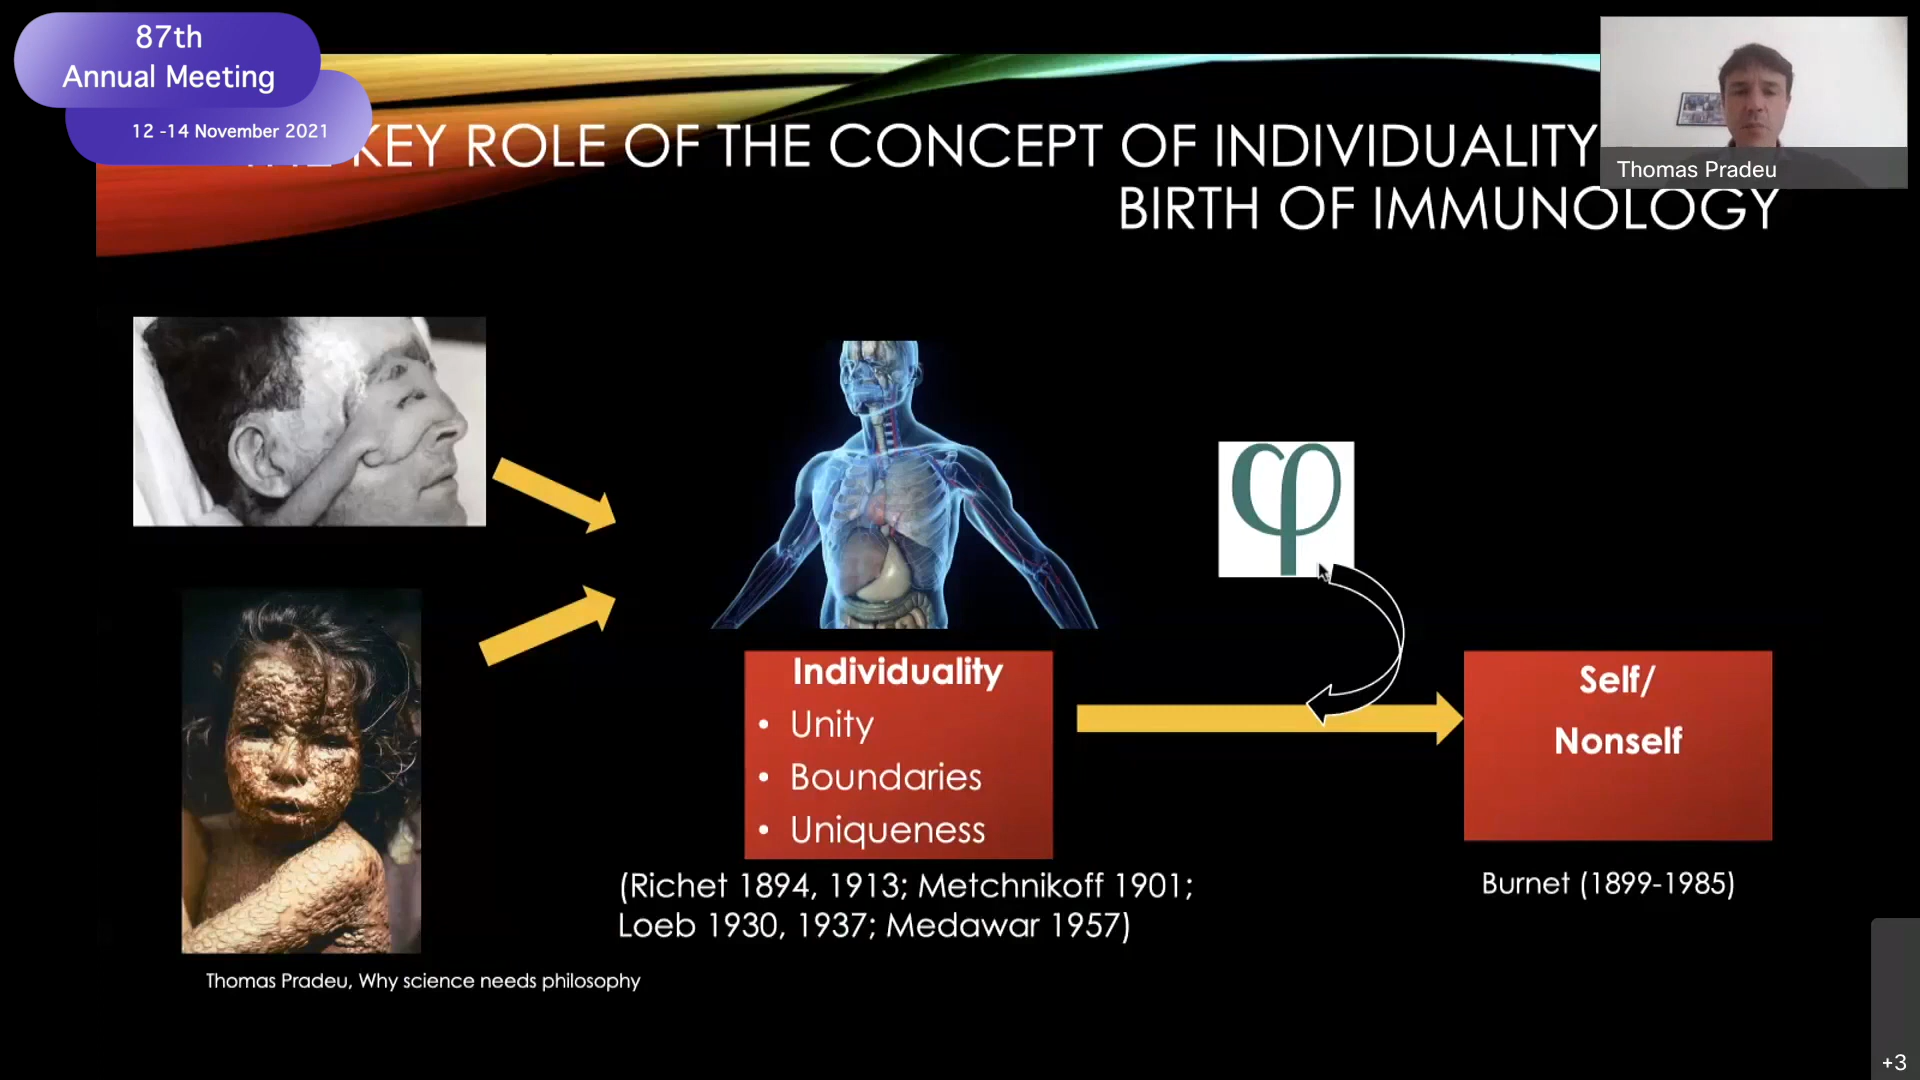 87th
Annual Meeting
12 -14 November 2021
KEY ROLE OF THE CONCEPT OF INDIVIDUALITY
BIRTH OF IMMUNOLOGY
Thomas Pradeu
φ
Individuality
• Unity
• Boundaries
• Uniqueness
(Richet 1894, 1913; Metchnikoff 1901;
Loeb 1930, 1937; Medawar 1957)
Self/
Nonself
Burnet (1899-1985)
Thomas Pradeu, Why science needs philosophy
+3